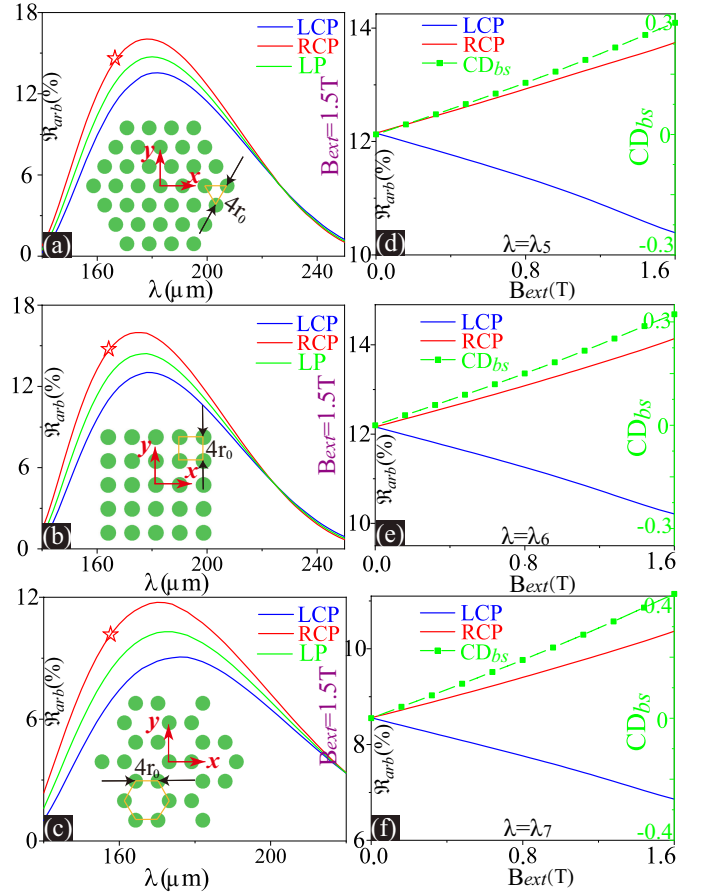 18
12
6
0
ℜarb(%)
LCP
RCP
LP
Bext=1.5T
y
x
4r0
(a)
160
200
240
λ(μm)
14
13
12
10
ℜarb(%)
LCP
RCP
CDbs
0.3
0
-0.3
CDbs
(d)
λ=λ5
0.0
0.8
1.6
Bext(T)
18
12
6
0
ℜarb(%)
LCP
RCP
LP
Bext=1.5T
y
x
4r0
(b)
160
200
240
λ(μm)
14
12
10
ℜarb(%)
LCP
RCP
CDbs
0.3
0
-0.3
CDbs
(e)
λ=λ6
0.0
0.8
1.6
Bext(T)
12
6
0
ℜarb(%)
LCP
RCP
LP
Bext=1.5T
y
x
4r0
(c)
160
200
λ(μm)
10
8
6
ℜarb(%)
LCP
RCP
CDbs
0.4
0
-0.4
CDbs
(f)
λ=λ7
0.0
0.8
1.6
Bext(T)